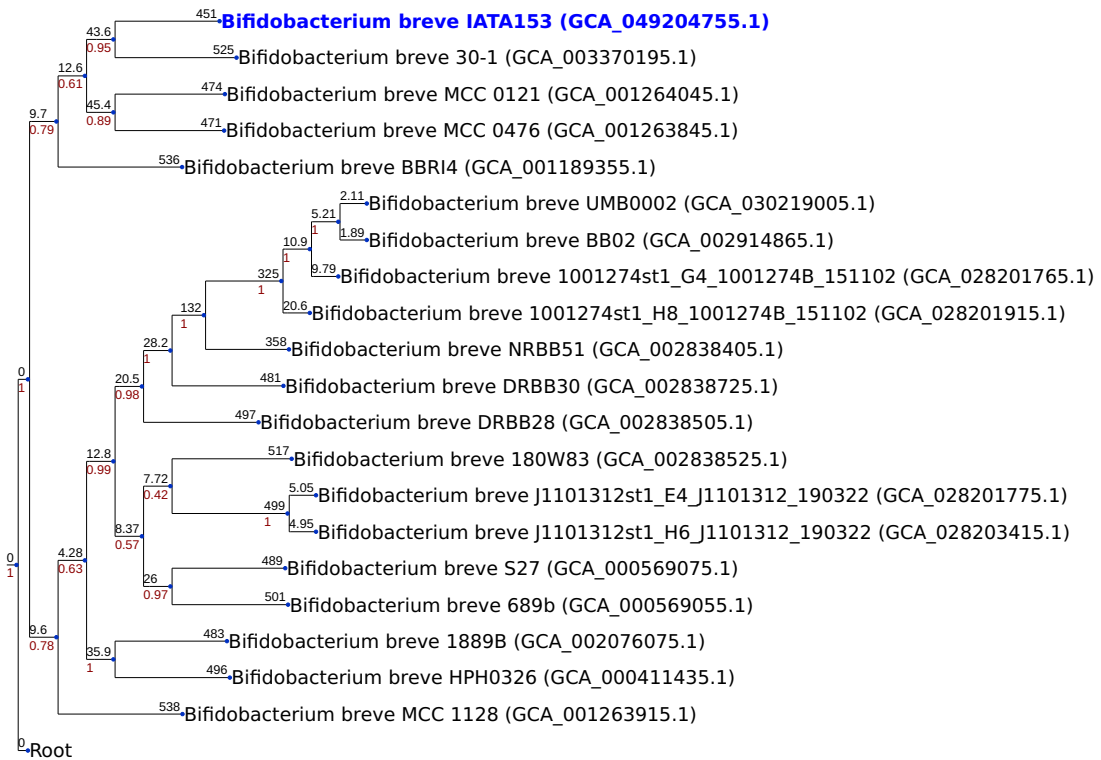 451 Bifidobacterium breve IATA153 (GCA_049204755.1)
43.6
0.95
525 Bifidobacterium breve 30-1 (GCA_003370195.1)
12.6
0.61
474 Bifidobacterium breve MCC 0121 (GCA_001264045.1)
45.4
0.89
9.7
0.79
471 Bifidobacterium breve MCC 0476 (GCA_001263845.1)
536 Bifidobacterium breve BBRI4 (GCA_001189355.1)
2.11 Bifidobacterium breve UMB0002 (GCA_030219005.1)
5.21
1
1.89 Bifidobacterium breve BB02 (GCA_002914865.1)
10.9
1
9.79 Bifidobacterium breve 1001274st1_G4_1001274B_151102 (GCA_028201765.1)
325
1
20.6 Bifidobacterium breve 1001274st1_H8_1001274B_151102 (GCA_028201915.1)
132
1
358 Bifidobacterium breve NRBB51 (GCA_002838405.1)
28.2
1
481 Bifidobacterium breve DRBB30 (GCA_002838725.1)
0
1
20.5
0.98
497 Bifidobacterium breve DRBB28 (GCA_002838505.1)
12.8
0.99
517 Bifidobacterium breve 180W83 (GCA_002838525.1)
7.72
0.42
5.05 Bifidobacterium breve J1101312st1_E4_J1101312_190322 (GCA_028201775.1)
499
1
4.95 Bifidobacterium breve J1101312st1_H6_J1101312_190322 (GCA_028203415.1)
8.37
0.57
489 Bifidobacterium breve S27 (GCA_000569075.1)
0
1
4.28
0.63
26
0.97
501 Bifidobacterium breve 689b (GCA_000569055.1)
9.6
0.78
483 Bifidobacterium breve 1889B (GCA_002076075.1)
35.9
1
496 Bifidobacterium breve HPH0326 (GCA_000411435.1)
538 Bifidobacterium breve MCC 1128 (GCA_001263915.1)
0 Root